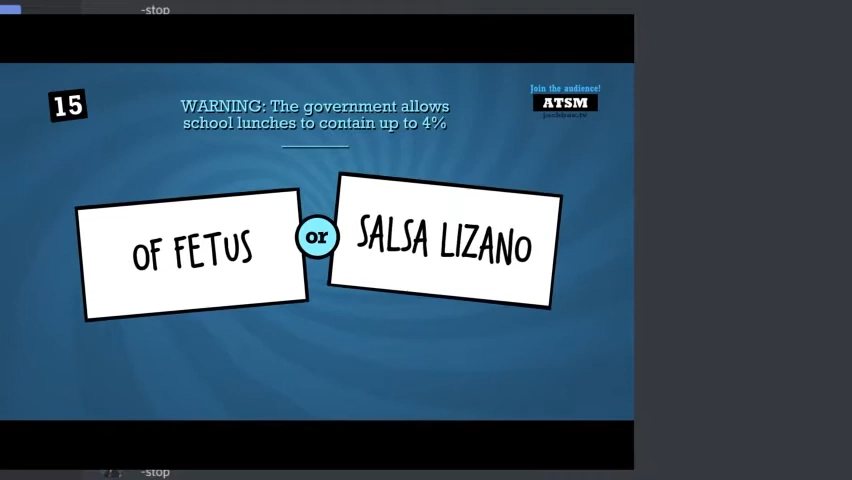 -stop
15
WARNING: The government allows
school lunches to contain up to 4%
Join the audience!
ATSM
jackbox.tv
OF FETUS
or
SALSA LIZANO
-stop